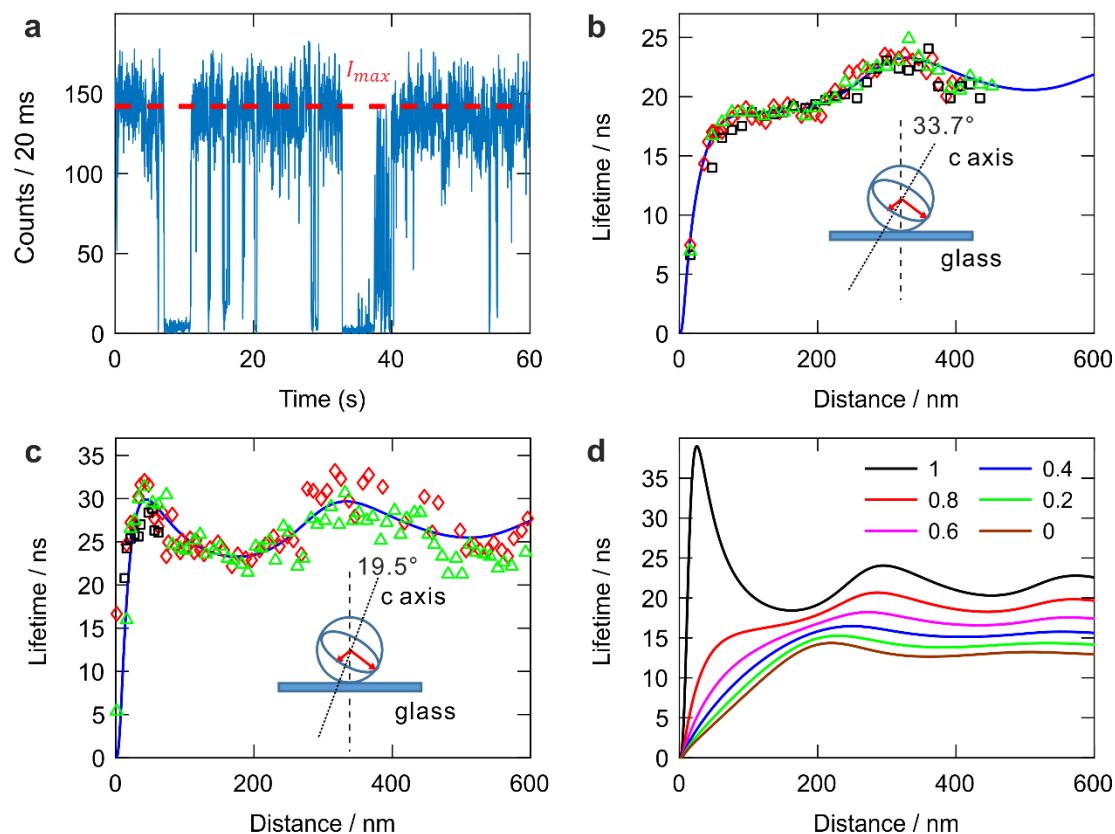 a
I_max
Counts / 20 ms
150
100
50
0
0 20 40 60
Time (s)
b
Lifetime / ns
25
20
15
10
5
0
33.7°
c axis
glass
0 200 400 600
Distance / nm
c
Lifetime / ns
35
30
25
20
15
10
5
0
19.5°
c axis
glass
0 200 400 600
Distance / nm
d
Lifetime / ns
35
30
25
20
15
10
5
0
1 0.4
0.8 0.2
0.6 0
0 200 400 600
Distance / nm